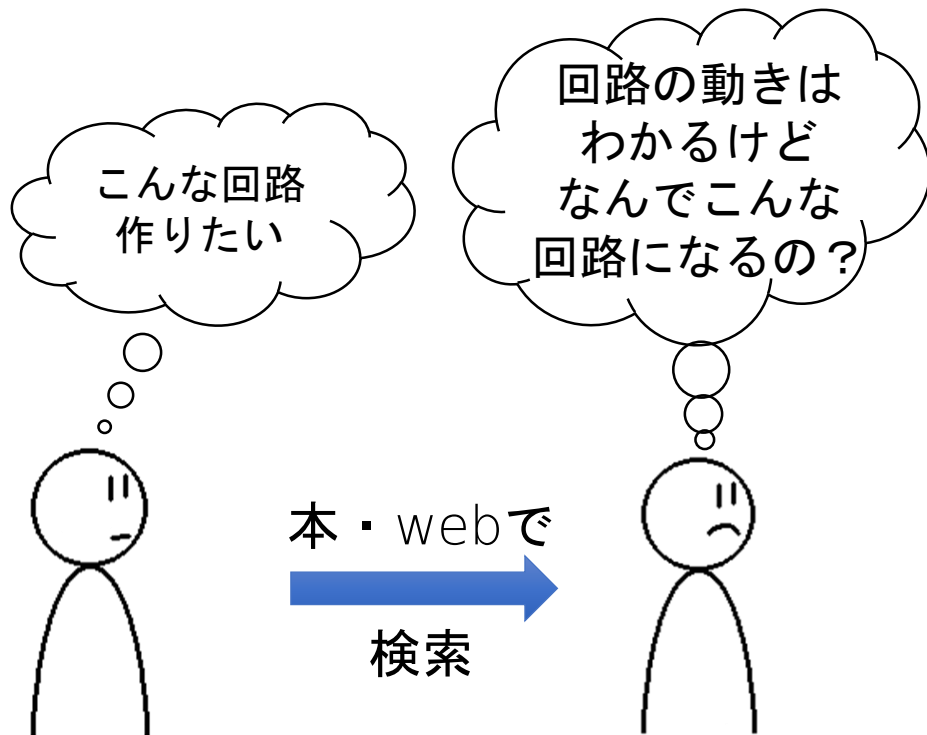 こんな回路
作りたい
回路の動きは
わかるけど
なんでこんな
回路になるの？
本・webで
検索